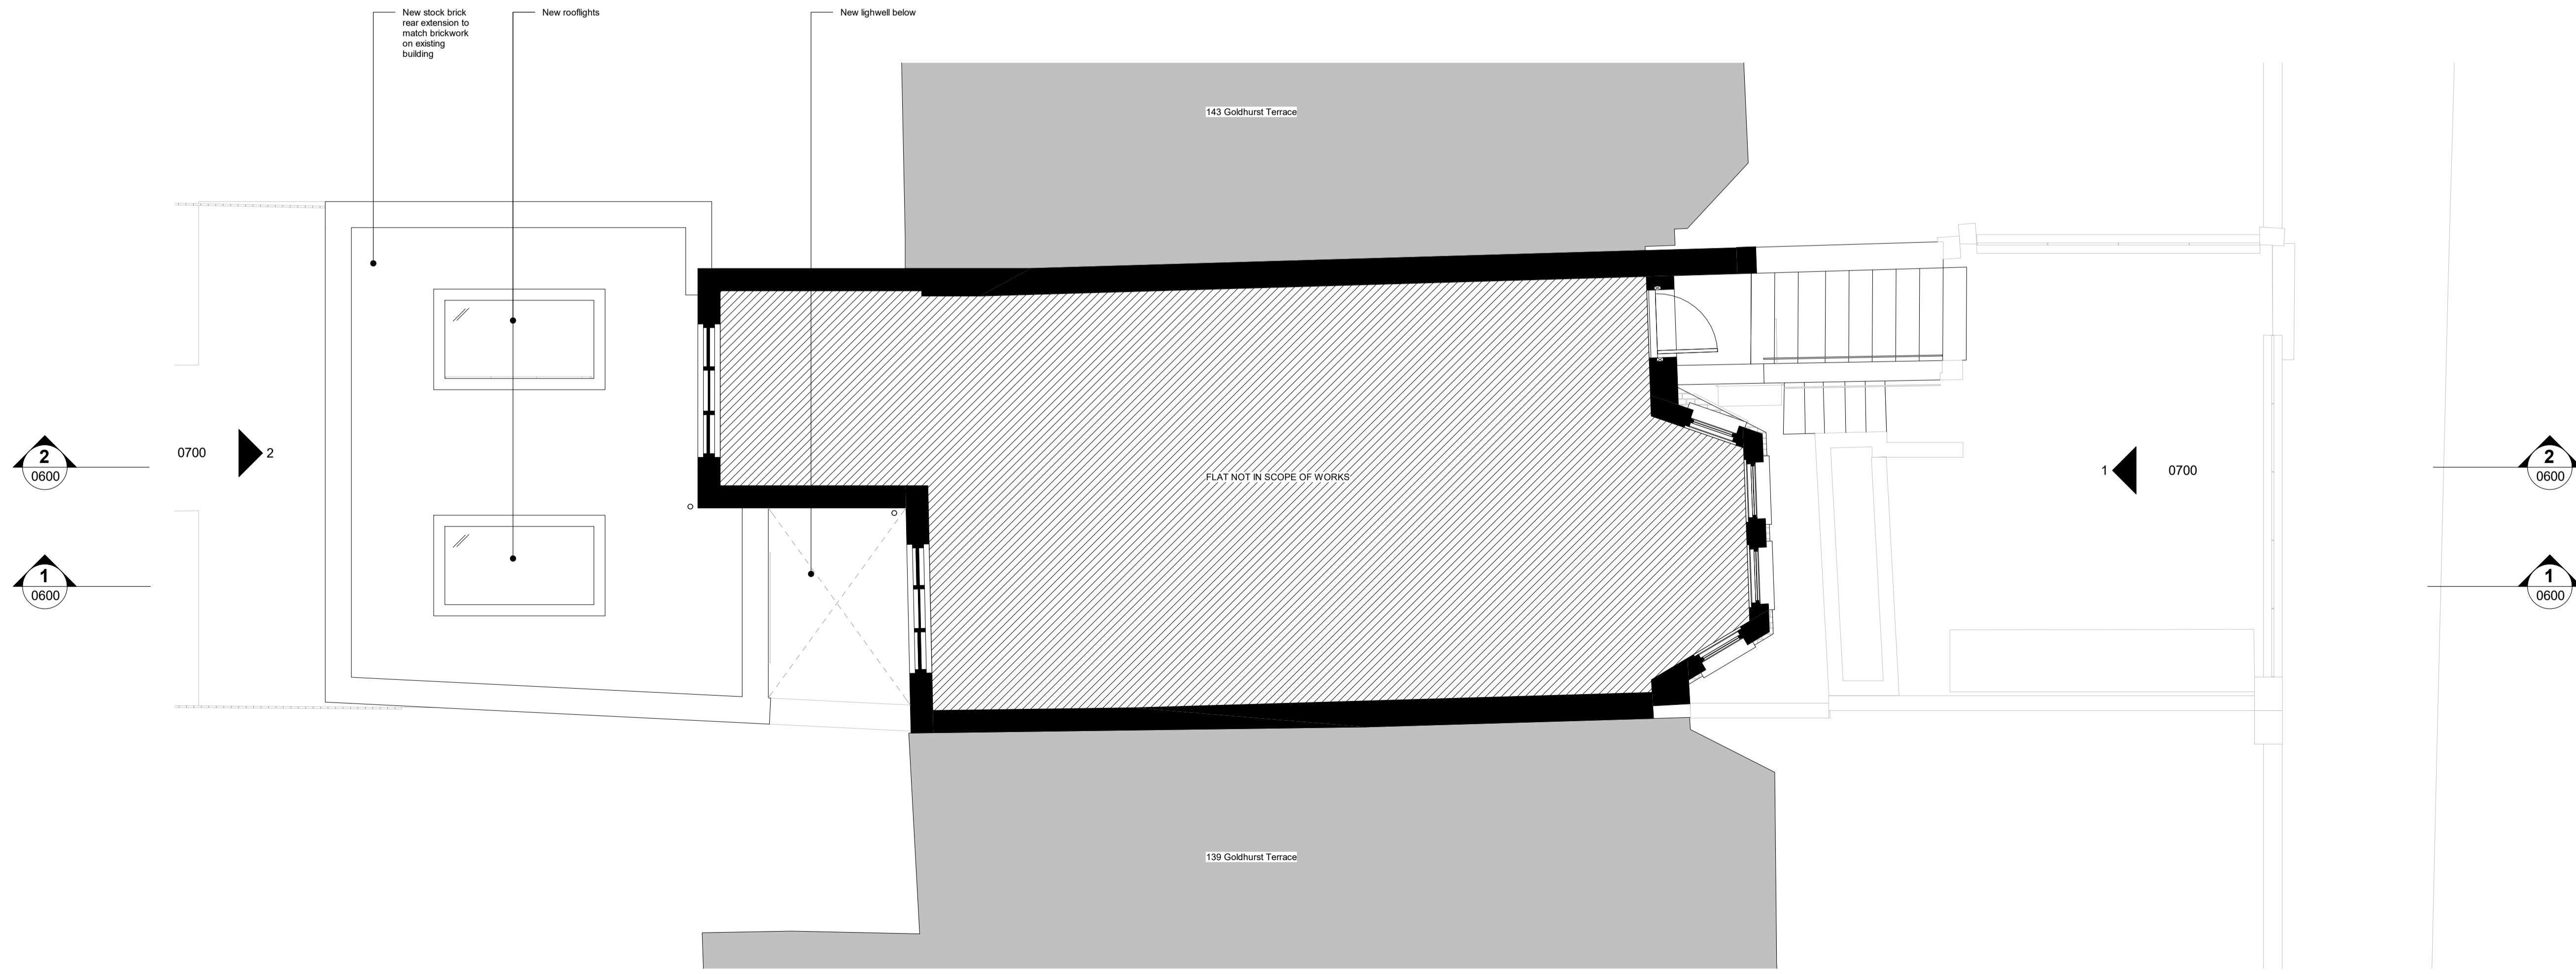 New stock brick
rear extension to
match brickwork
on existing
building
New rooflights
New lighwell below
143 Goldhurst Terrace
0700
2
2
0600
1
0600
FLAT NOT IN SCOPE OF WORKS
1
0700
2
0600
1
0600
139 Goldhurst Terrace